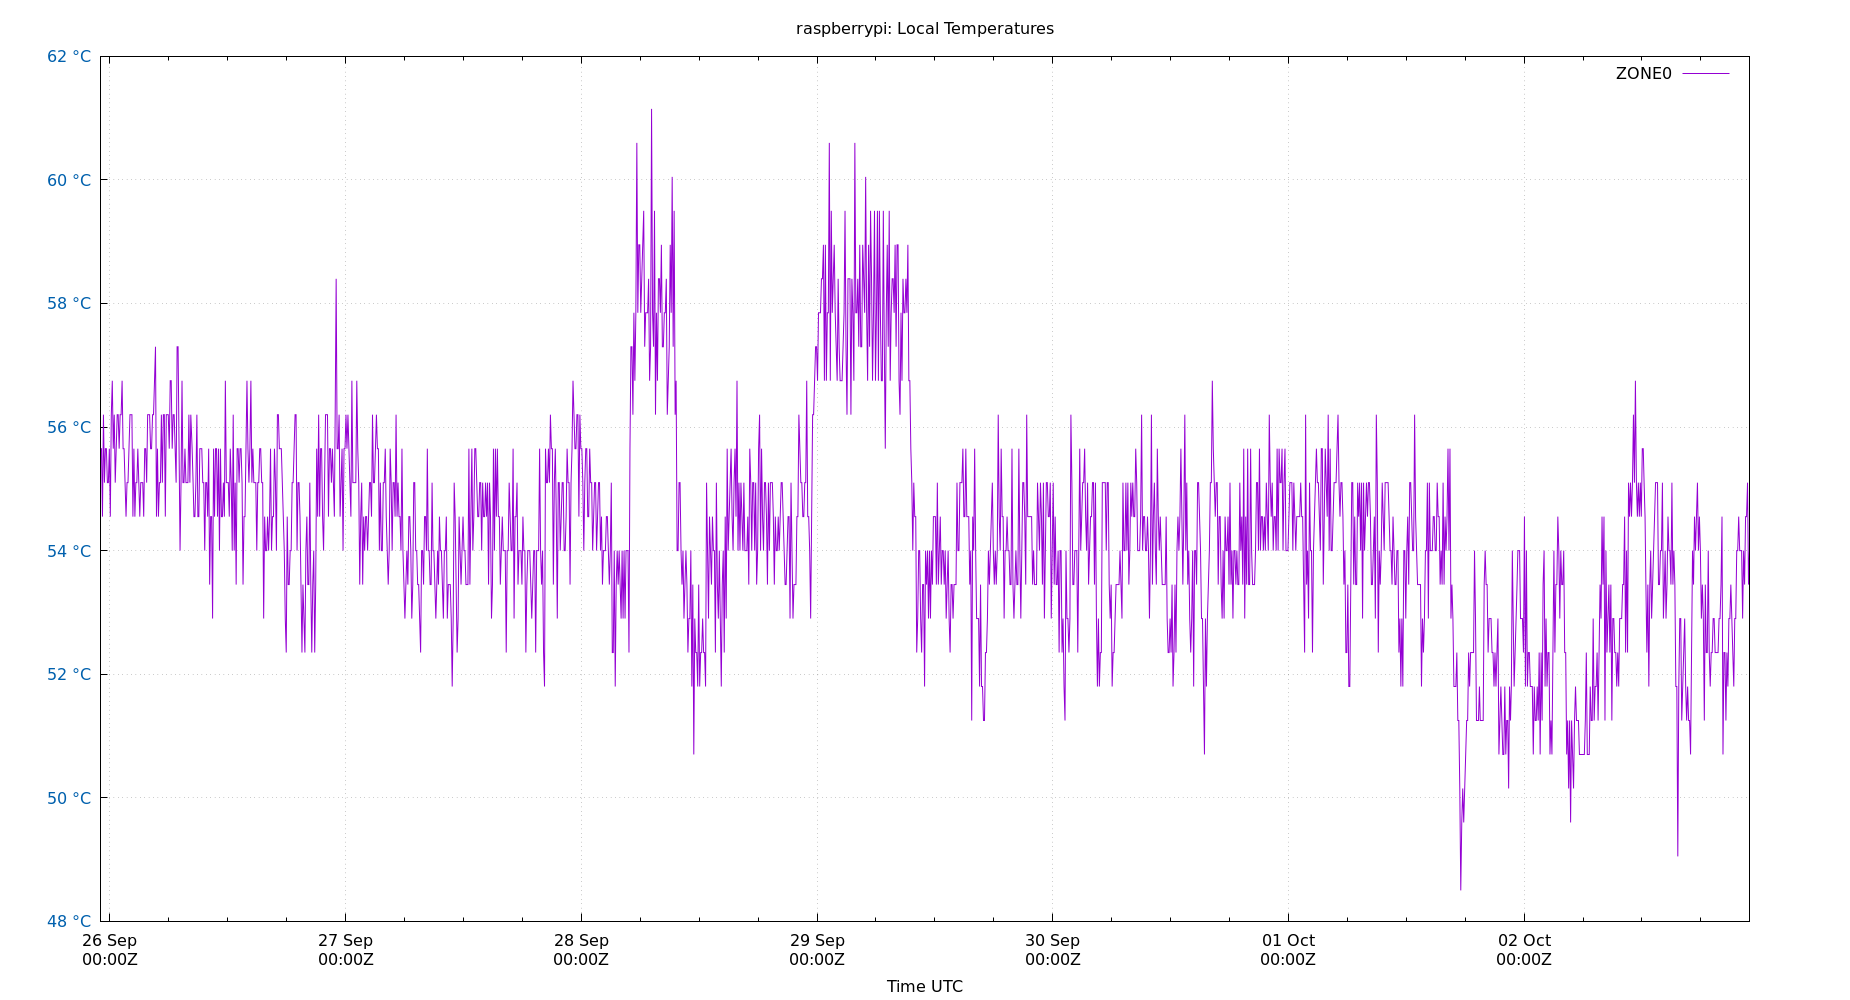 raspberrypi: Local Temperatures
62 °C
ZONE0
60 °C
58 °C
56 °C
54 °C
52 °C
50 °C
48 °C
26 Sep 27 Sep 28 Sep 29 Sep 30 Sep 01 Oct 02 Oct
00:00Z 00:00Z 00:00Z 00:00Z 00:00Z 00:00Z 00:00Z
Time UTC